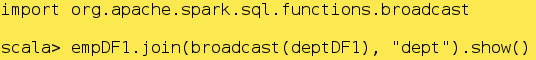 import org.apache.spark.sql.functions.broadcast
scala> empDF1.join(broadcast(deptDF1), "dept").show()